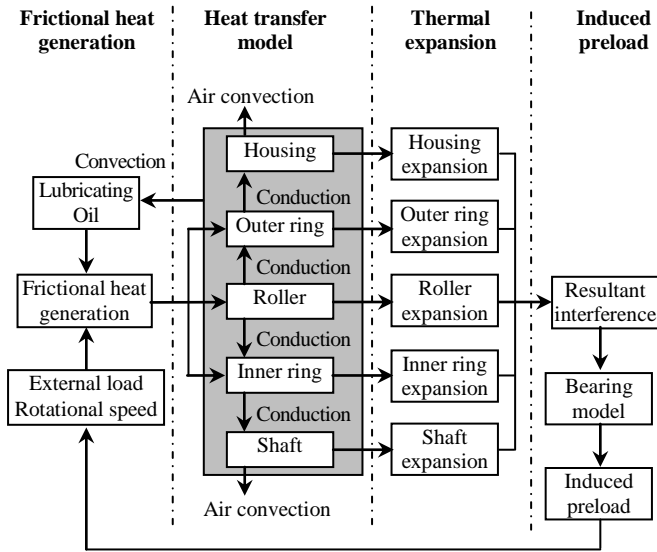 Frictional heat
generation
Heat transfer
model
Thermal
expansion
Induced
preload
Air convection
Convection
Lubricating
Oil
Frictional heat
generation
External load
Rotational speed
Housing
Conduction
Outer ring
Conduction
Roller
Conduction
Inner ring
Conduction
Shaft
Air convection
Housing
expansion
Outer ring
expansion
Roller
expansion
Inner ring
expansion
Shaft
expansion
Resultant
interference
Bearing
model
Induced
preload